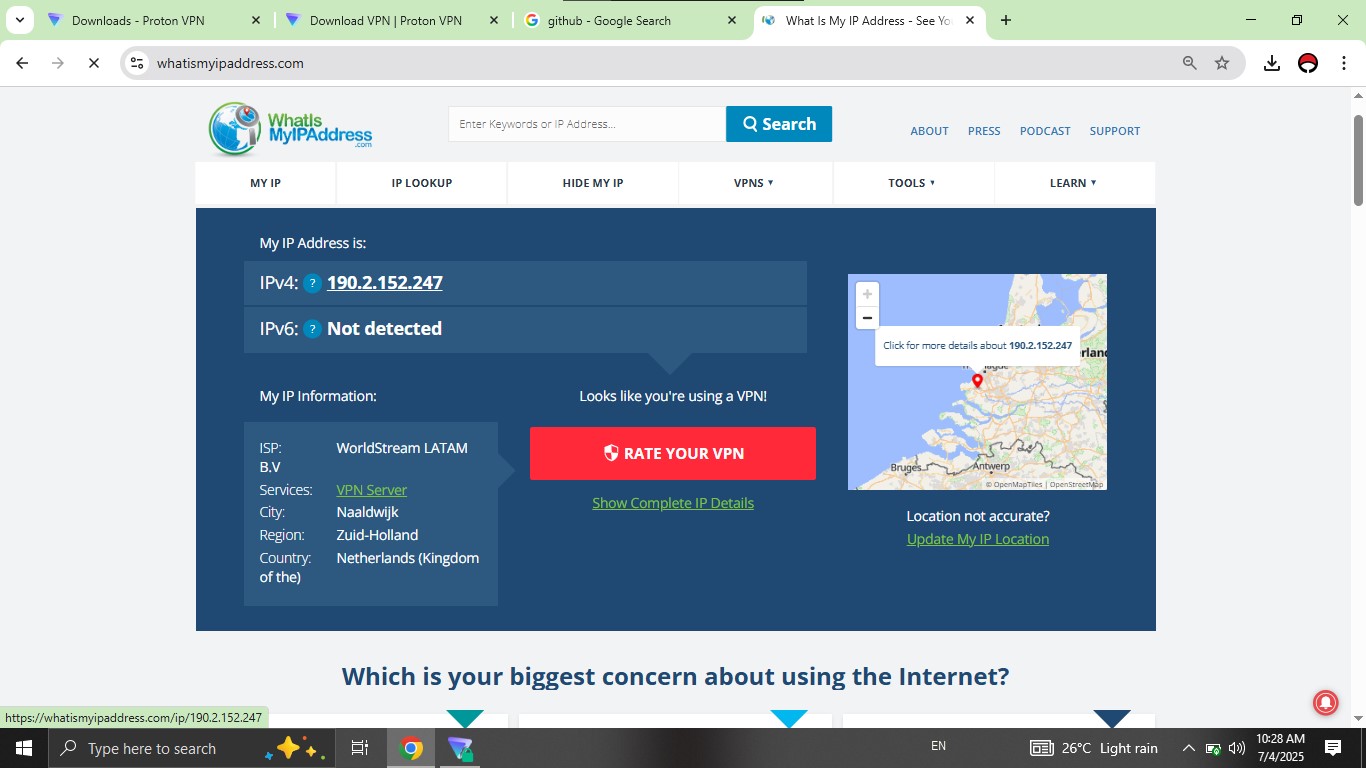 Downloads - Proton VPN
Download VPN | Proton VPN
github - Google Search
What Is My IP Address - See Yo
whatismyipaddress.com
WhatIs
MyIPAddress
.com
Enter Keywords or IP Address...
Search
ABOUT PRESS PODCAST SUPPORT
MY IP IP LOOKUP HIDE MY IP VPNS ▾ TOOLS ▾ LEARN ▾
My IP Address is:
IPv4: ? 190.2.152.247
IPv6: ? Not detected
Click for more details about 190.2.152.247
Bruges
Antwerp
© OpenMapTiles | OpenStreetMap
My IP Information:
ISP: WorldStream LATAM
B.V
Services: VPN Server
City: Naaldwijk
Region: Zuid-Holland
Country: Netherlands (Kingdom
of the)
Looks like you're using a VPN!
RATE YOUR VPN
Show Complete IP Details
Location not accurate?
Update My IP Location
Which is your biggest concern about using the Internet?
https://whatismyipaddress.com/ip/190.2.152.247
Type here to search
EN
26°C Light rain
10:28 AM
7/4/2025